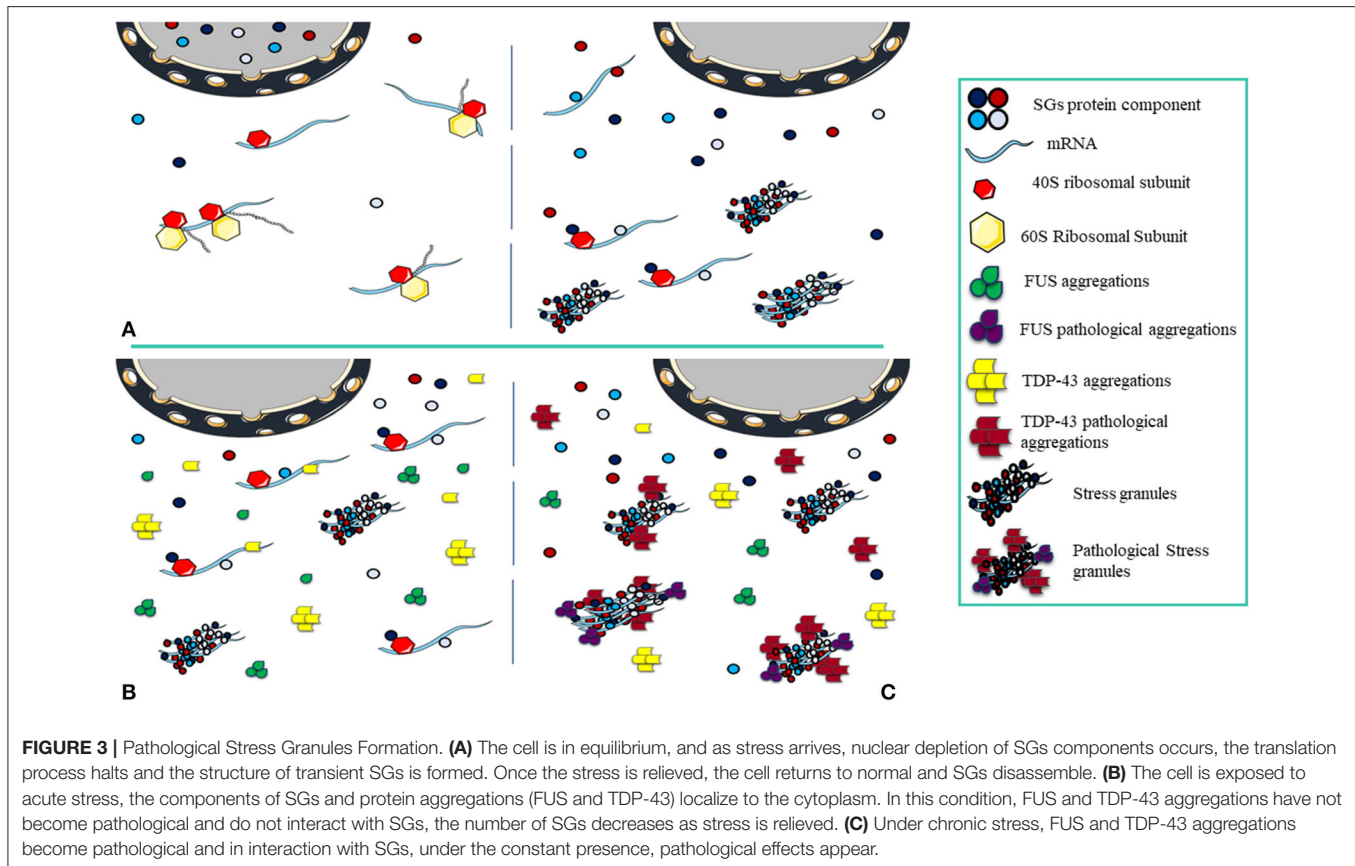 A
B
C
SGs protein component
mRNA
40S ribosomal subunit
60S Ribosomal Subunit
FUS aggregations
FUS pathological aggregations
TDP-43 aggregations
TDP-43 pathological
aggregations
Stress granules
Pathological Stress
granules
FIGURE 3 | Pathological Stress Granules Formation. (A) The cell is in equilibrium, and as stress arrives, nuclear depletion of SGs components occurs, the translation
process halts and the structure of transient SGs is formed. Once the stress is relieved, the cell returns to normal and SGs disassemble. (B) The cell is exposed to
acute stress, the components of SGs and protein aggregations (FUS and TDP-43) localize to the cytoplasm. In this condition, FUS and TDP-43 aggregations have not
become pathological and do not interact with SGs, the number of SGs decreases as stress is relieved. (C) Under chronic stress, FUS and TDP-43 aggregations
become pathological and in interaction with SGs, under the constant presence, pathological effects appear.